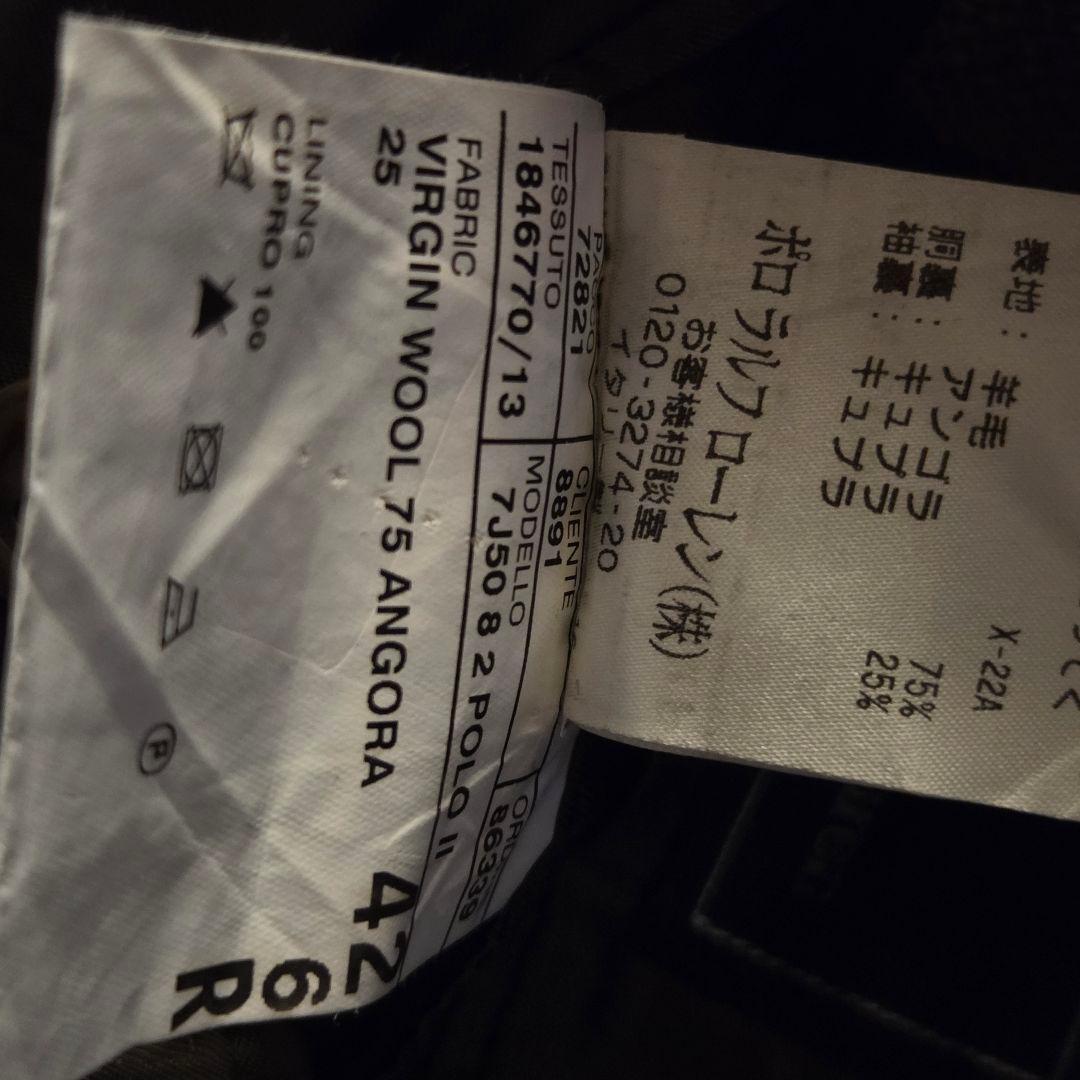 PA
72821
CLIENTE
8891
TESSUTO
1846770/13
MODELLO
7J50 8 2 POLO II
86339
FABRIC
VIRGIN WOOL 75 ANGORA
25
LINING
CUPRO 100
P
42
6
R
X-22A
表地:
羊毛
75%
アンゴラ
25%
胴裏:
キュプラ
袖裏:
キュプラ
ポロ ラルフ ローレン(株)
お客様相談室
0120-3274-20